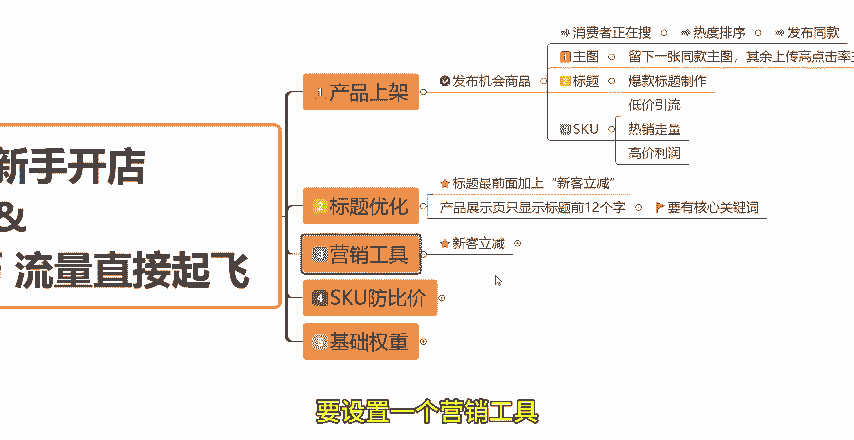 新手开店
&
流量直接起飞
1 产品上架
发布机会商品
消费者正在搜
热度排序
发布同款
1 主图
留下一张同款主图，其余上传高点击率
2 标题
爆款标题制作
SKU
低价引流
热销走量
高价利润
2 标题优化
标题最前面加上“新客立减”
产品展示页只显示标题前12个字
要有核心关键词
3 营销工具
新客立减
4 SKU防比价
5 基础权重
要设置一个营销工具